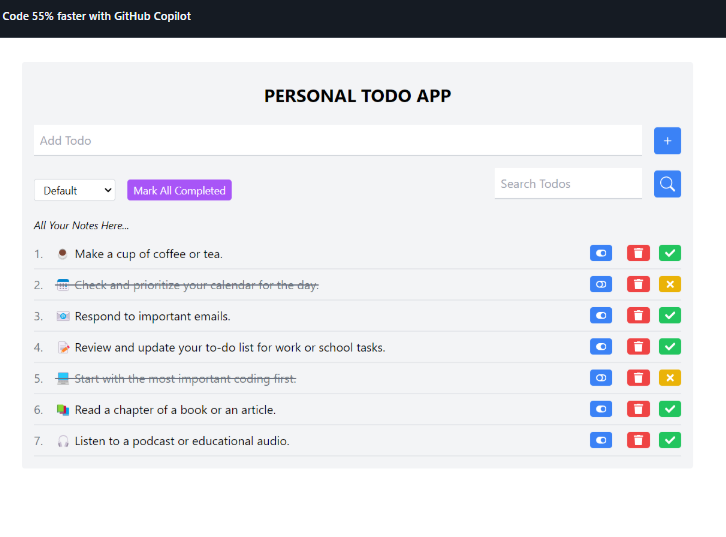 Code 55% faster with GitHub Copilot
PERSONAL TODO APP
Add Todo
+
Default
Mark All Completed
Search Todos
All Your Notes Here...
1. ☕ Make a cup of coffee or tea.
2. 📅 Check and prioritize your calendar for the day.
3. 📧 Respond to important emails.
4. 📝 Review and update your to-do list for work or school tasks.
5. 💻 Start with the most important coding first.
6. 📚 Read a chapter of a book or an article.
7. 🎧 Listen to a podcast or educational audio.